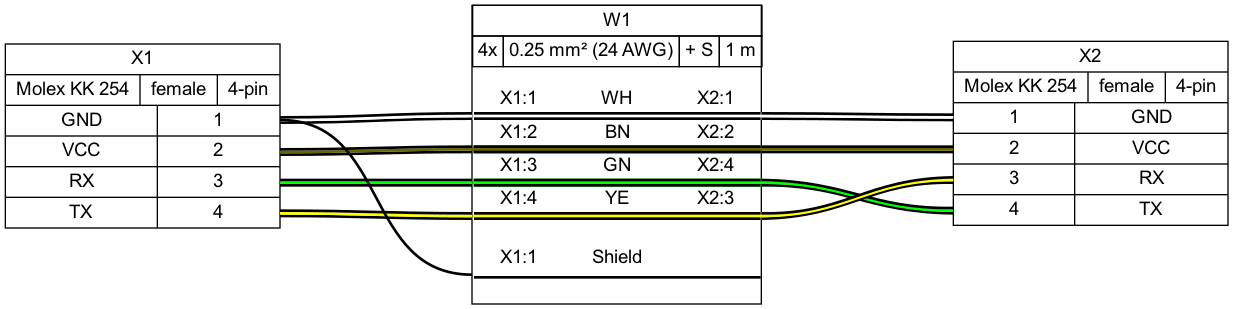 X1
Molex KK 254 female 4-pin
GND 1
VCC 2
RX 3
TX 4
W1
4x 0.25 mm² (24 AWG) + S 1 m
X1:1 WH X2:1
X1:2 BN X2:2
X1:3 GN X2:4
X1:4 YE X2:3
X1:1 Shield
X2
Molex KK 254 female 4-pin
1 GND
2 VCC
3 RX
4 TX